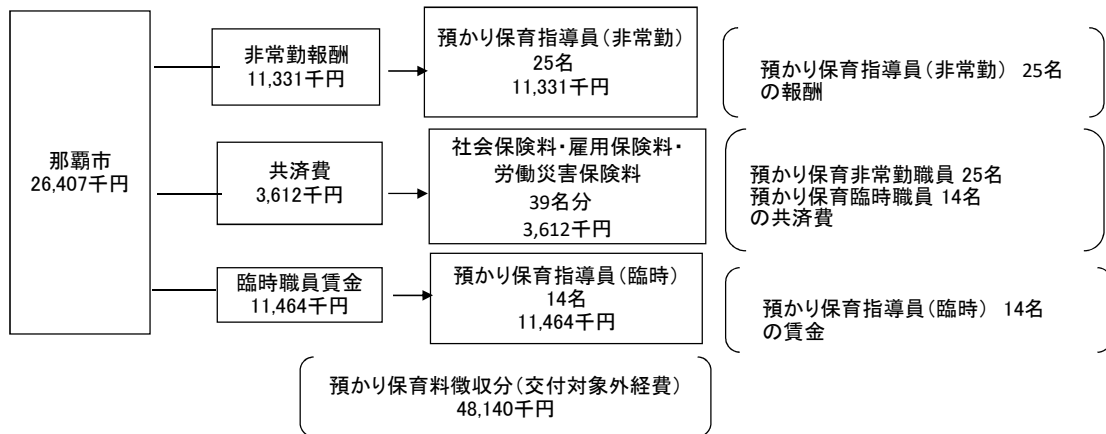 那覇市
26,407千円
非常勤報酬
11,331千円
預かり保育指導員(非常勤)
25名
11,331千円
預かり保育指導員(非常勤) 25名
の報酬
共済費
3,612千円
社会保険料・雇用保険料・
労働災害保険料
39名分
3,612千円
預かり保育非常勤職員 25名
預かり保育臨時職員 14名
の共済費
臨時職員賃金
11,464千円
預かり保育指導員(臨時)
14名
11,464千円
預かり保育指導員(臨時) 14名
の賃金
預かり保育料徴収分(交付対象外経費)
48,140千円